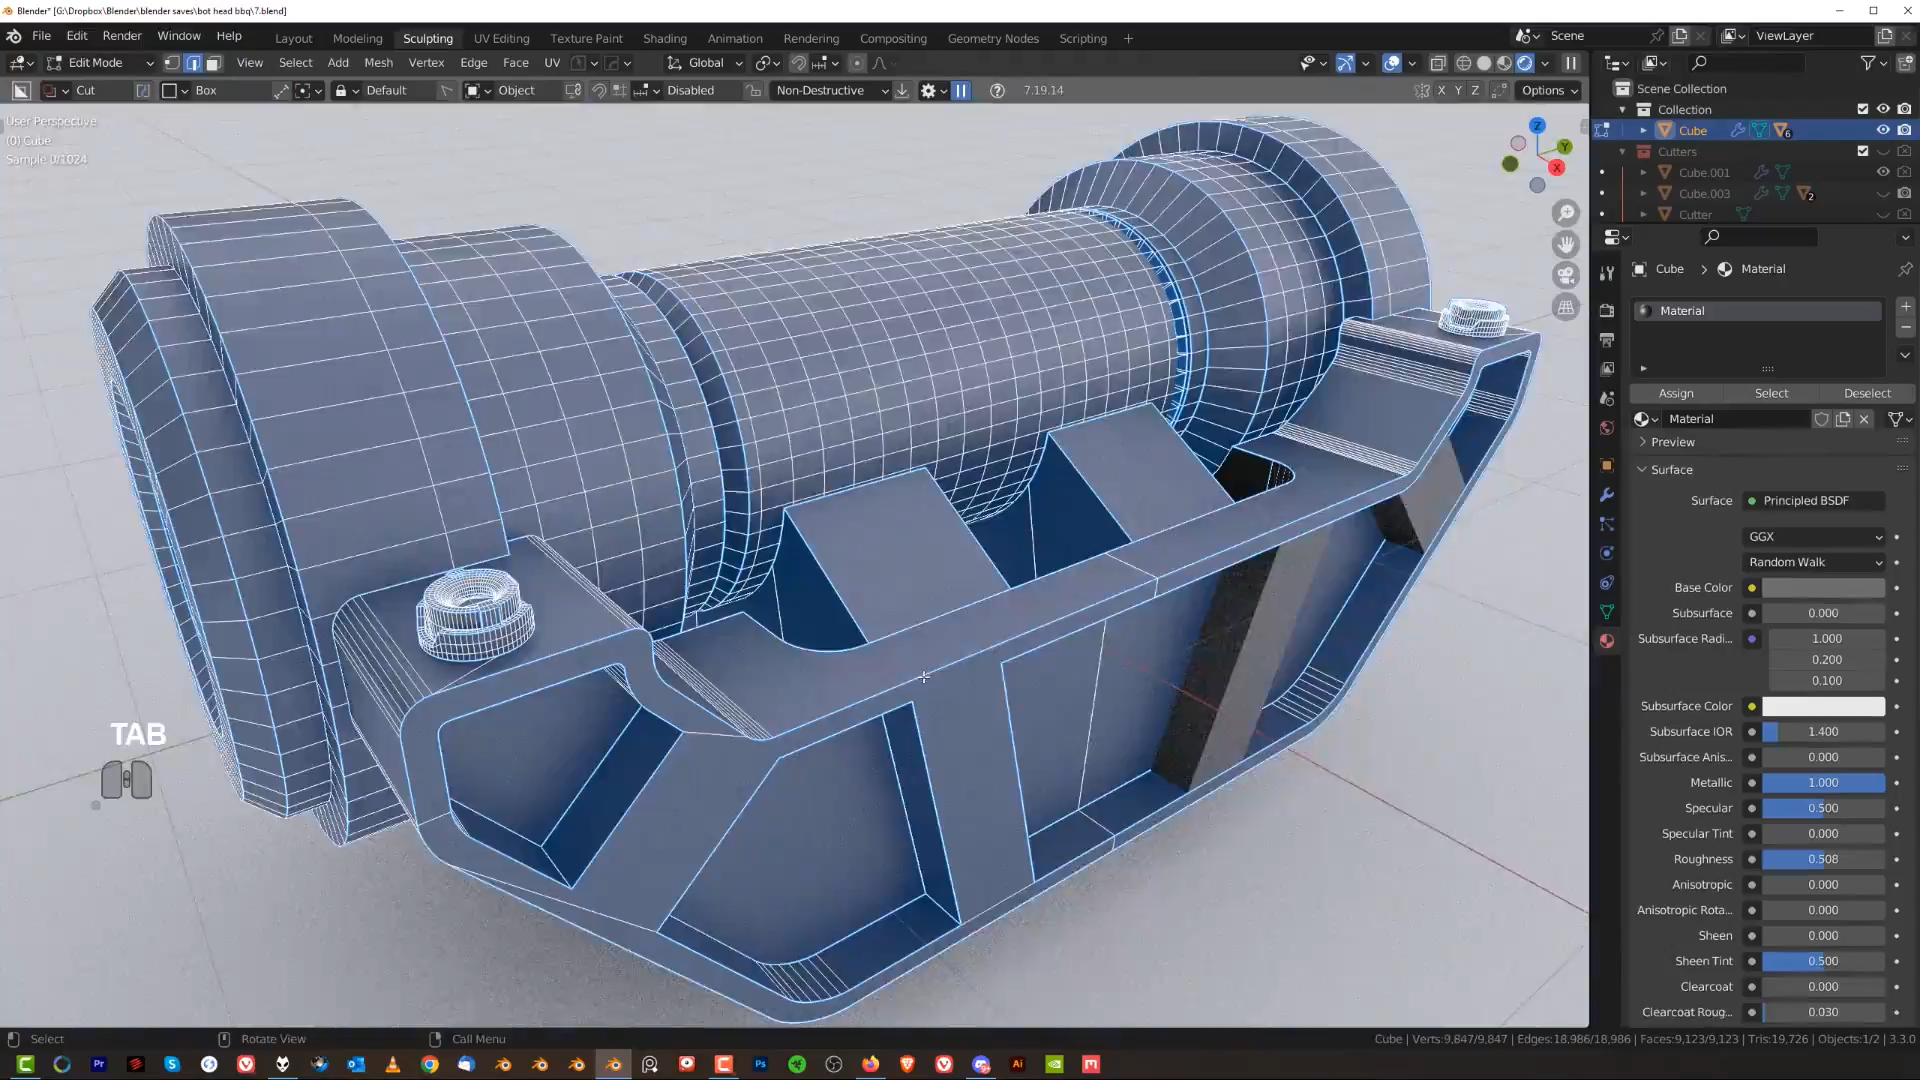 Blender* [G:\Dropbox\Blender\blender saves\bot head bbq\7.blend]
File Edit Render Window Help Layout Modeling Sculpting UV Editing Texture Paint Shading Animation Rendering Compositing Geometry Nodes Scripting + Scene ViewLayer
Edit Mode View Select Add Mesh Vertex Edge Face UV Global
Cut Box Default Object Disabled Non-Destructive 7.19.14 X Y Z Options
User Perspective
(0) Cube
Sample 0/1024
Z
Y
X
TAB
Scene Collection
Collection
Cube 6
Cutters
Cube.001
Cube.003 2
Cutter
Cube > Material
Material
Assign Select Deselect
Material
Preview
Surface
Surface Principled BSDF
GGX
Random Walk
Base Color
Subsurface 0.000
Subsurface Radi... 1.000
0.200
0.100
Subsurface Color
Subsurface IOR 1.400
Subsurface Anis... 0.000
Metallic 1.000
Specular 0.500
Specular Tint 0.000
Roughness 0.508
Anisotropic 0.000
Anisotropic Rota... 0.000
Sheen 0.000
Sheen Tint 0.500
Clearcoat 0.000
Clearcoat Roug... 0.030
Select Rotate View Call Menu Cube | Verts:9,847/9,847 | Edges:18,986/18,986 | Faces:9,123/9,123 | Tris:19,726 | Objects:1/2 | 3.3.0
Pr S Ps Ai